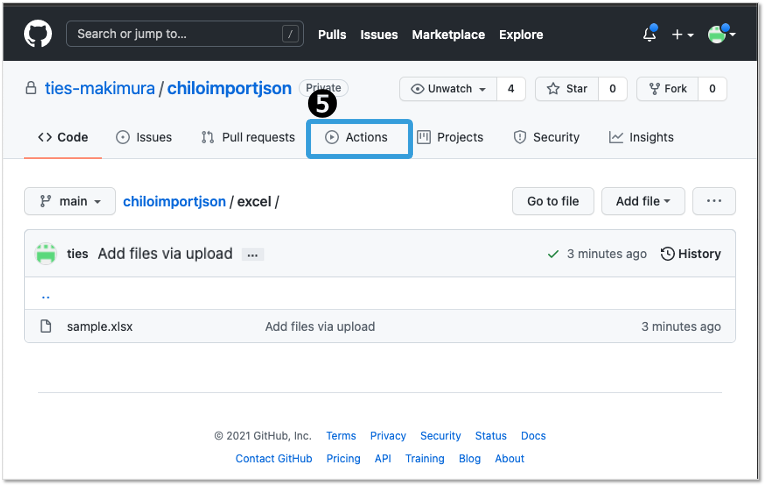 Search or jump to... / Pulls Issues Marketplace Explore
ties-makimura / chiloimportjson Private Unwatch 4 Star 0 Fork 0
5
Code Issues Pull requests Actions Projects Security Insights
main chiloimportjson / excel / Go to file Add file ...
ties Add files via upload ... 3 minutes ago History
..
sample.xlsx Add files via upload 3 minutes ago
© 2021 GitHub, Inc. Terms Privacy Security Status Docs
Contact GitHub Pricing API Training Blog About